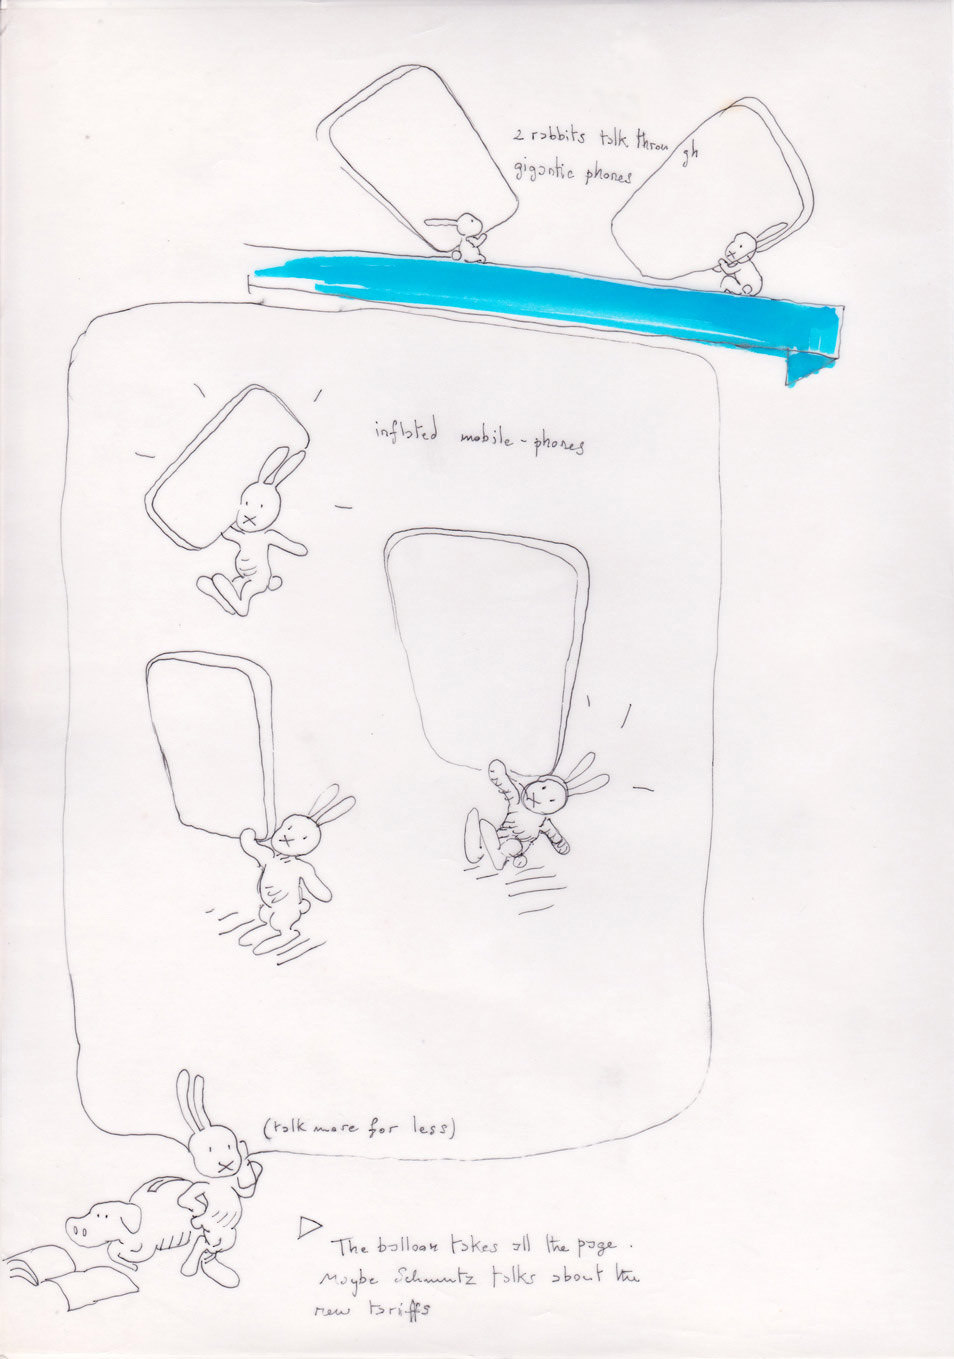 2 rabbits talk through
gigantic phones
inflated mobile-phones
(talk more for less)
The balloon takes all the page.
Maybe Schmutz talks about the
new tariffs